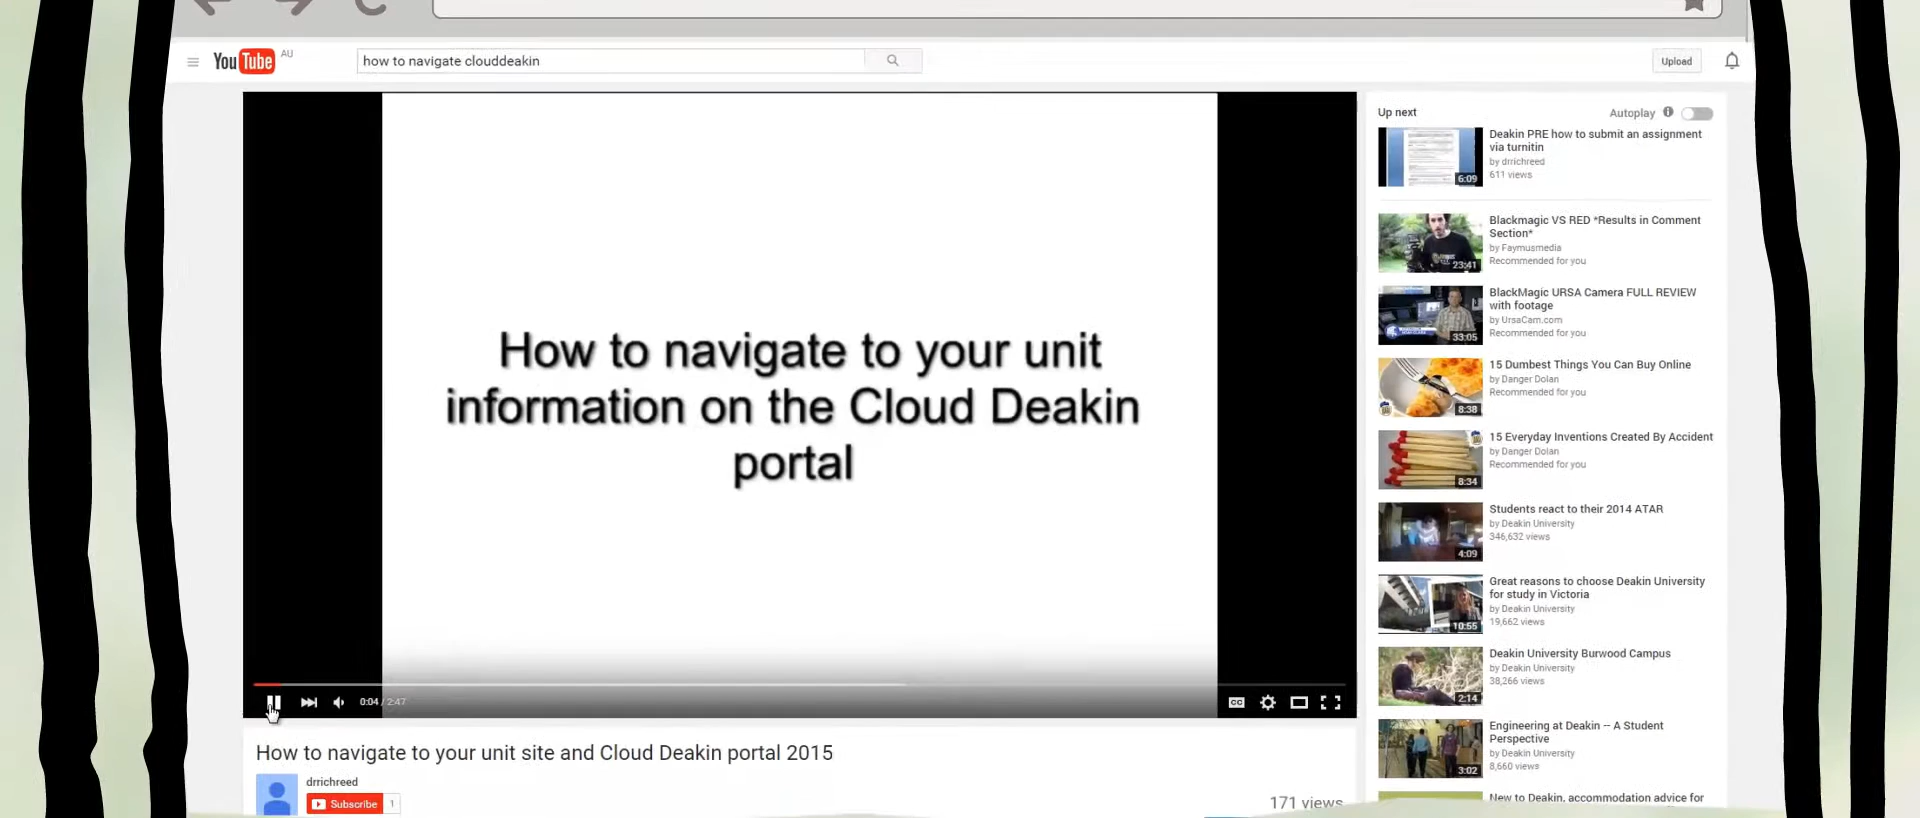 YouTube AU
how to navigate clouddeakin
Upload
How to navigate to your unit
information on the Cloud Deakin
portal
0:04 / 2:47
CC
How to navigate to your unit site and Cloud Deakin portal 2015
drrichreed
Subscribe 1
171 views
Up next
Autoplay
Deakin PRE how to submit an assignment
via turnitin
by drrichreed
611 views
6:09
Blackmagic VS RED *Results in Comment
Section*
by Faymusmedia
Recommended for you
23:41
BlackMagic URSA Camera FULL REVIEW
with footage
by UrsaCam.com
Recommended for you
33:05
15 Dumbest Things You Can Buy Online
by Danger Dolan
Recommended for you
8:38
15 Everyday Inventions Created By Accident
by Danger Dolan
Recommended for you
8:34
Students react to their 2014 ATAR
by Deakin University
346,632 views
4:09
Great reasons to choose Deakin University
for study in Victoria
by Deakin University
19,662 views
10:55
Deakin University Burwood Campus
by Deakin University
38,266 views
2:14
Engineering at Deakin -- A Student
Perspective
by Deakin University
8,660 views
3:02
New to Deakin, accommodation advice for